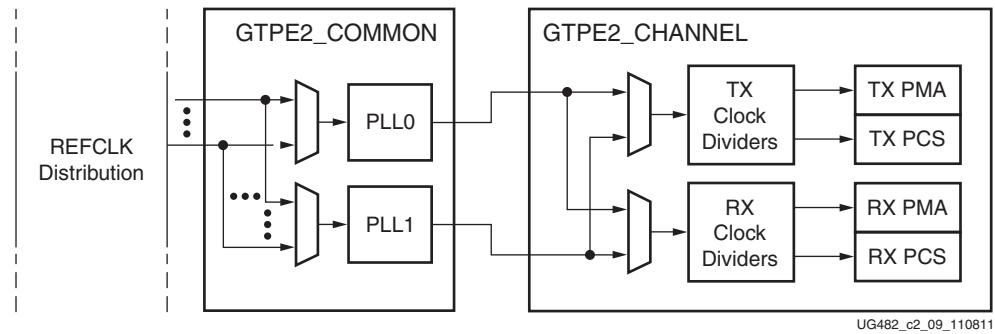 GTPE2_COMMON
GTPE2_CHANNEL
REFCLK
Distribution
PLL0
PLL1
TX
Clock
Dividers
TX PMA
TX PCS
RX
Clock
Dividers
RX PMA
RX PCS
UG482_c2_09_110811